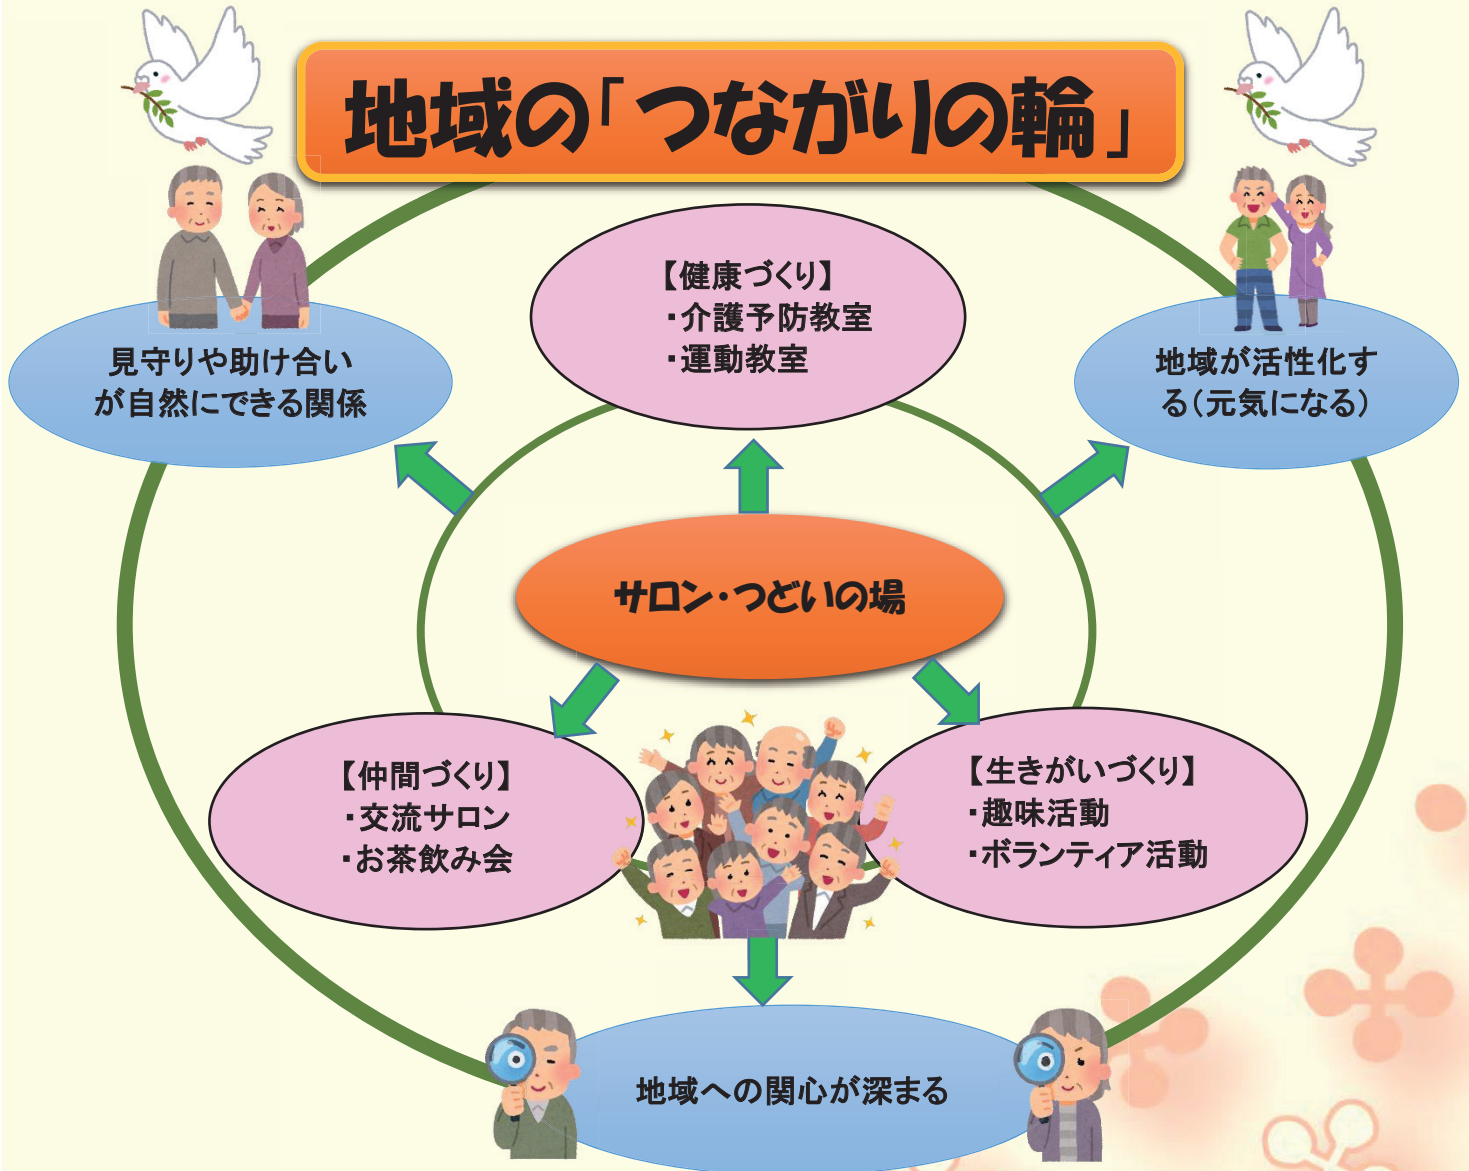 地域の「つながりの輪」
【健康づくり】
・介護予防教室
・運動教室
見守りや助け合い
が自然にできる関係
地域が活性化す
る（元気になる）
サロン・つどいの場
【仲間づくり】
・交流サロン
・お茶飲み会
【生きがいづくり】
・趣味活動
・ボランティア活動
地域への関心が深まる